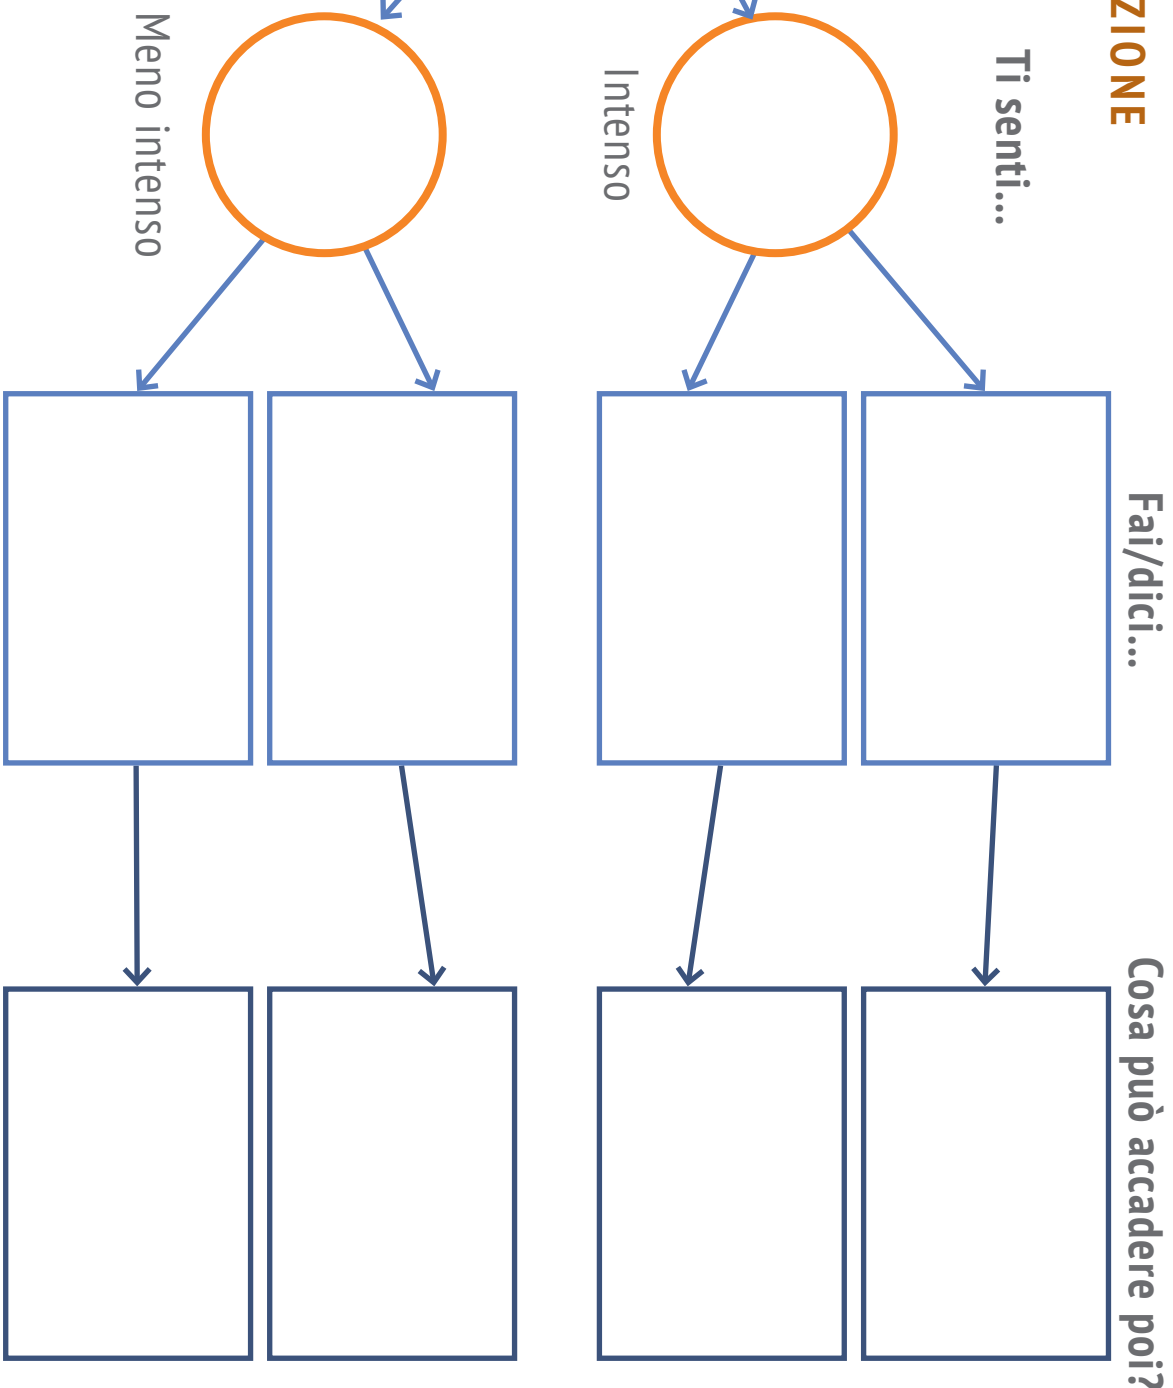 ZIONE
Ti senti...
Fai/dici...
Cosa può accadere poi?
Intenso
Meno intenso